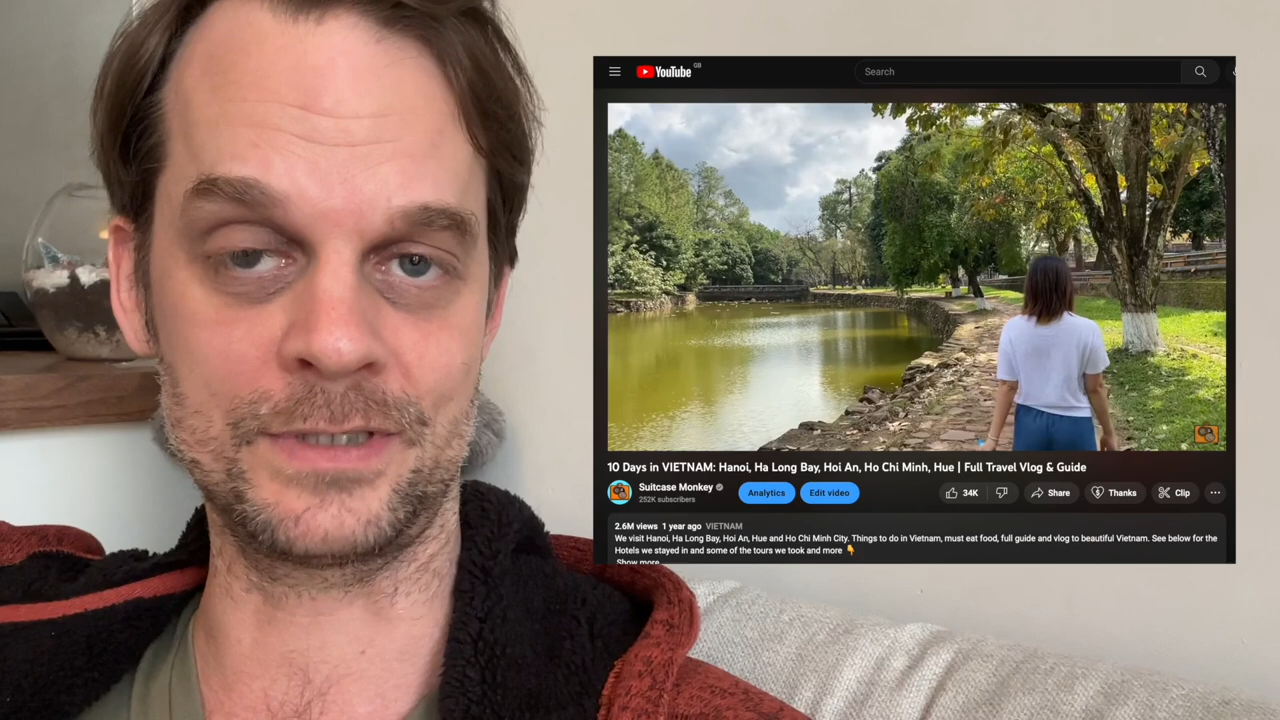 YouTube GB
Search
10 Days in VIETNAM: Hanoi, Ha Long Bay, Hoi An, Ho Chi Minh, Hue | Full Travel Vlog & Guide
Suitcase Monkey
252K subscribers
Analytics
Edit video
34K
Share
Thanks
Clip
2.6M views 1 year ago VIETNAM
We visit Hanoi, Ha Long Bay, Hoi An, Hue and Ho Chi Minh City. Things to do in Vietnam, must eat food, full guide and vlog to beautiful Vietnam. See below for the
Hotels we stayed in and some of the tours we took and more 👇
Show more